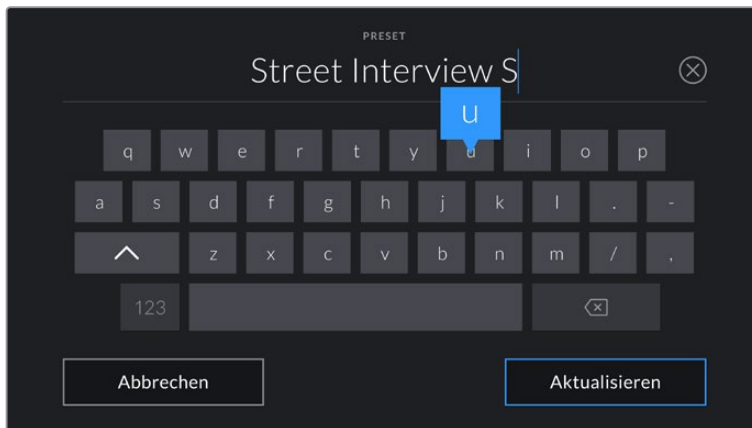 PRESET
Street Interview S
u
q w e r t y u i o p
a s d f g h j k l . -
z x c v b n m / ,
123
Abbrechen Aktualisieren